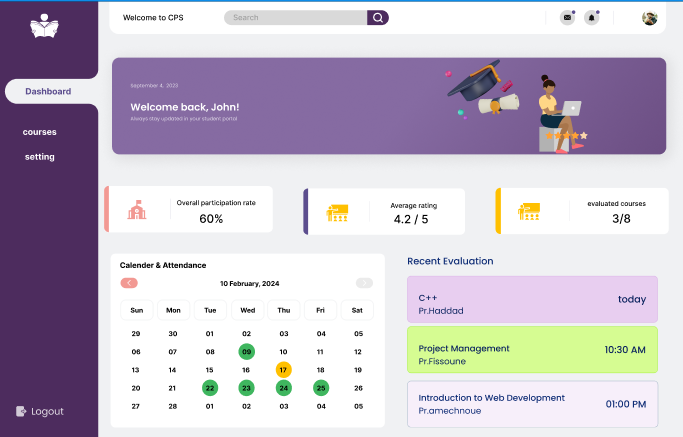 Welcome to CPS
Search
Dashboard
courses
setting
Logout
September 4, 2023
Welcome back, John!
Always stay updated in your student portal
Overall participation rate
60%
Average rating
4.2 / 5
evaluated courses
3/8
Calender & Attendance
10 February, 2024
Sun Mon Tue Wed Thu Fri Sat
29 30 01 02 03 04 05
06 07 08 09 10 11 12
13 14 15 16 17 18 19
20 21 22 23 24 25 26
27 28 01 02 03 04 05
Recent Evaluation
C++
Pr.Haddad
today
Project Management
Pr.Fissoune
10:30 AM
Introduction to Web Development
Pr.amechnoue
01:00 PM